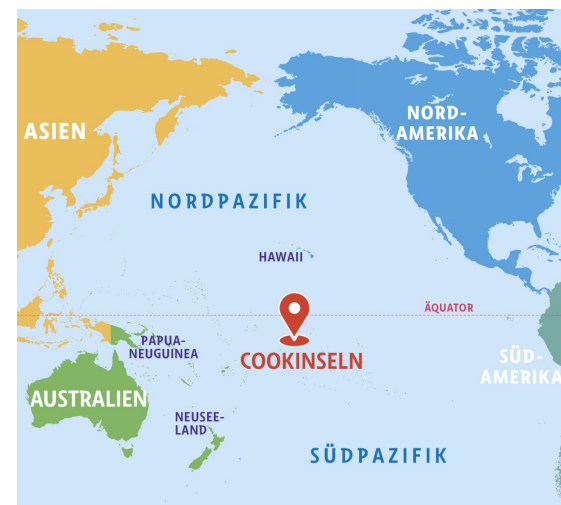 NORD-
AMERIKA
ASIEN
NORDPAZIFIK
HAWAII
ÄQUATOR
PAPUA-
NEUGUINEA
COOKINSELN
SÜD-
AMERIKA
AUSTRALIEN
NEUSEE-
LAND
SÜDPAZIFIK